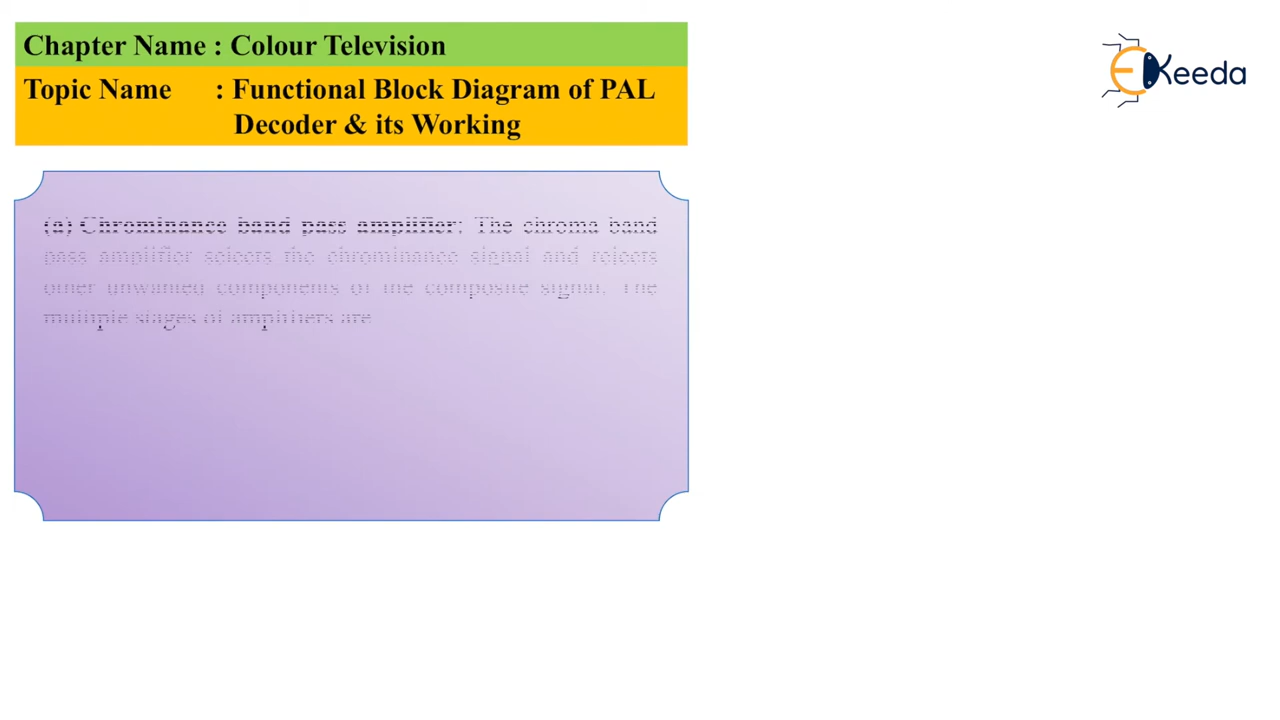 Chapter Name : Colour Television
Topic Name : Functional Block Diagram of PAL
Decoder & its Working
EKeeda
(a) Chrominance band pass amplifier: The chroma band
pass amplifier selects the chrominance signal and rejects
other unwanted components of the composite signal. The
multiple stages of amplifiers are